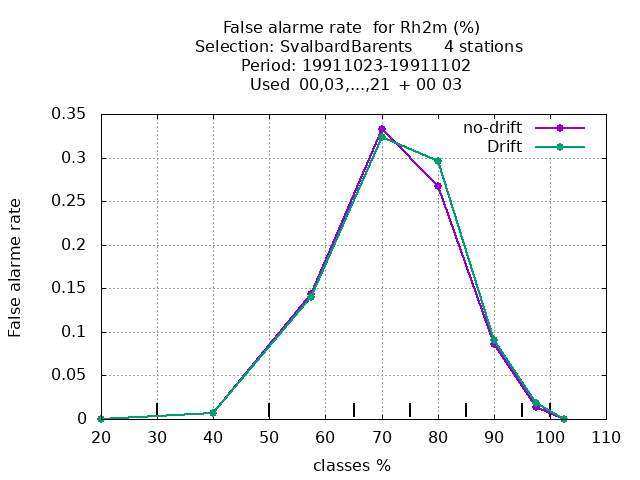 False alarme rate  for Rh2m (%)
Selection: SvalbardBarents      4 stations
Period: 19911023-19911102
Used  00,03,...,21  + 00 03
no-drift
Drift
False alarme rate
0.35
0.3
0.25
0.2
0.15
0.1
0.05
0
20 30 40 50 60 70 80 90 100 110
classes %